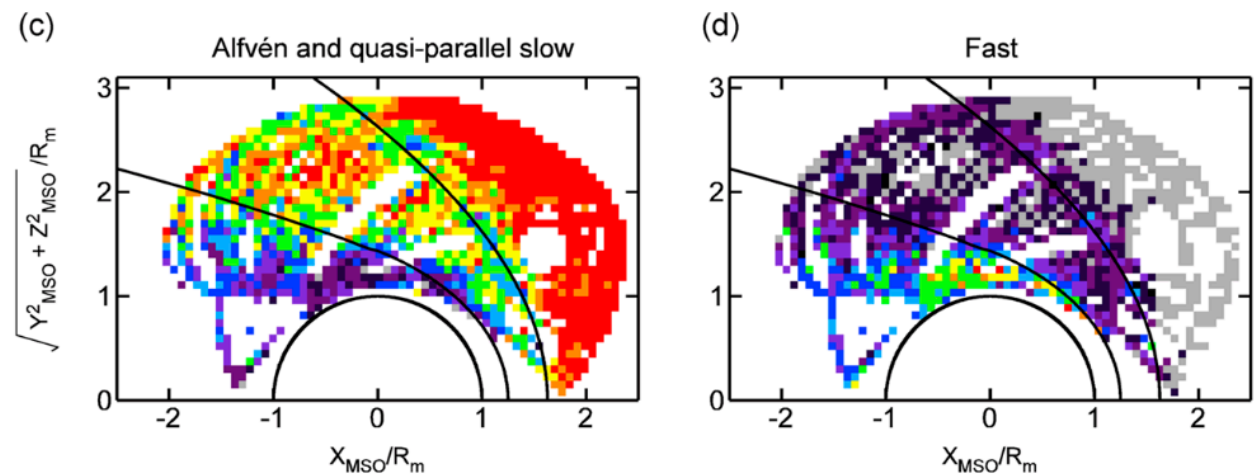 (c)
Alfvén and quasi-parallel slow
3
2
1
0
-2
-1
0
1
2
√Y²MSO + Z²MSO /Rm
XMSO/Rm
(d)
Fast
3
2
1
0
-2
-1
0
1
2
XMSO/Rm